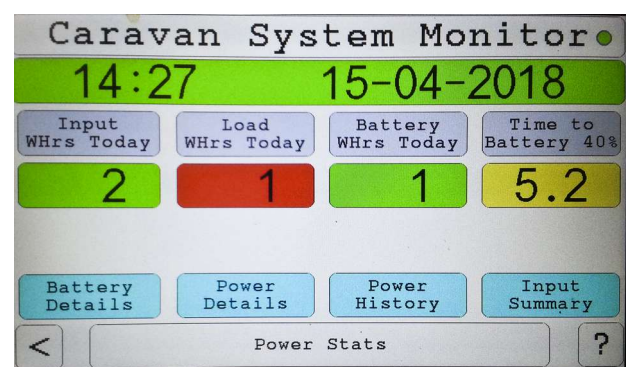 Caravan System Monitor
14:27 15-04-2018
Input Load Battery Time to
WHrs Today WHrs Today WHrs Today Battery 40%
2 1 1 5.2
Battery Power Power Input
Details Details History Summary
< Power Stats ?